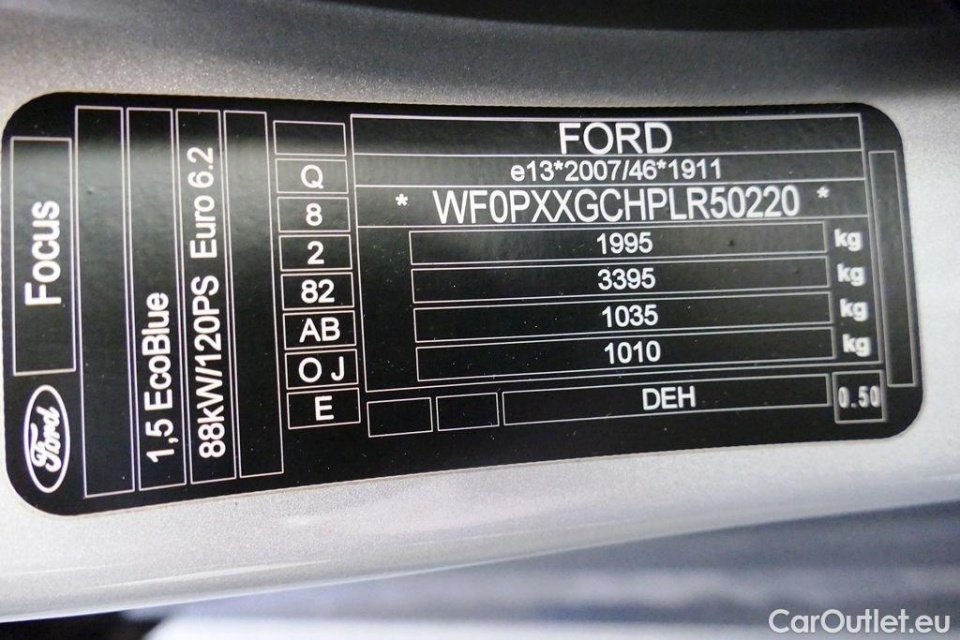 Focus
Ford
1,5 EcoBlue
88kW/120PS Euro 6.2
Q
8
2
82
AB
O J
E
FORD
e13*2007/46*1911
* WF0PXXGCHPLR50220 *
1995 kg
3395 kg
1035 kg
1010 kg
DEH
0.50
CarOutlet.eu